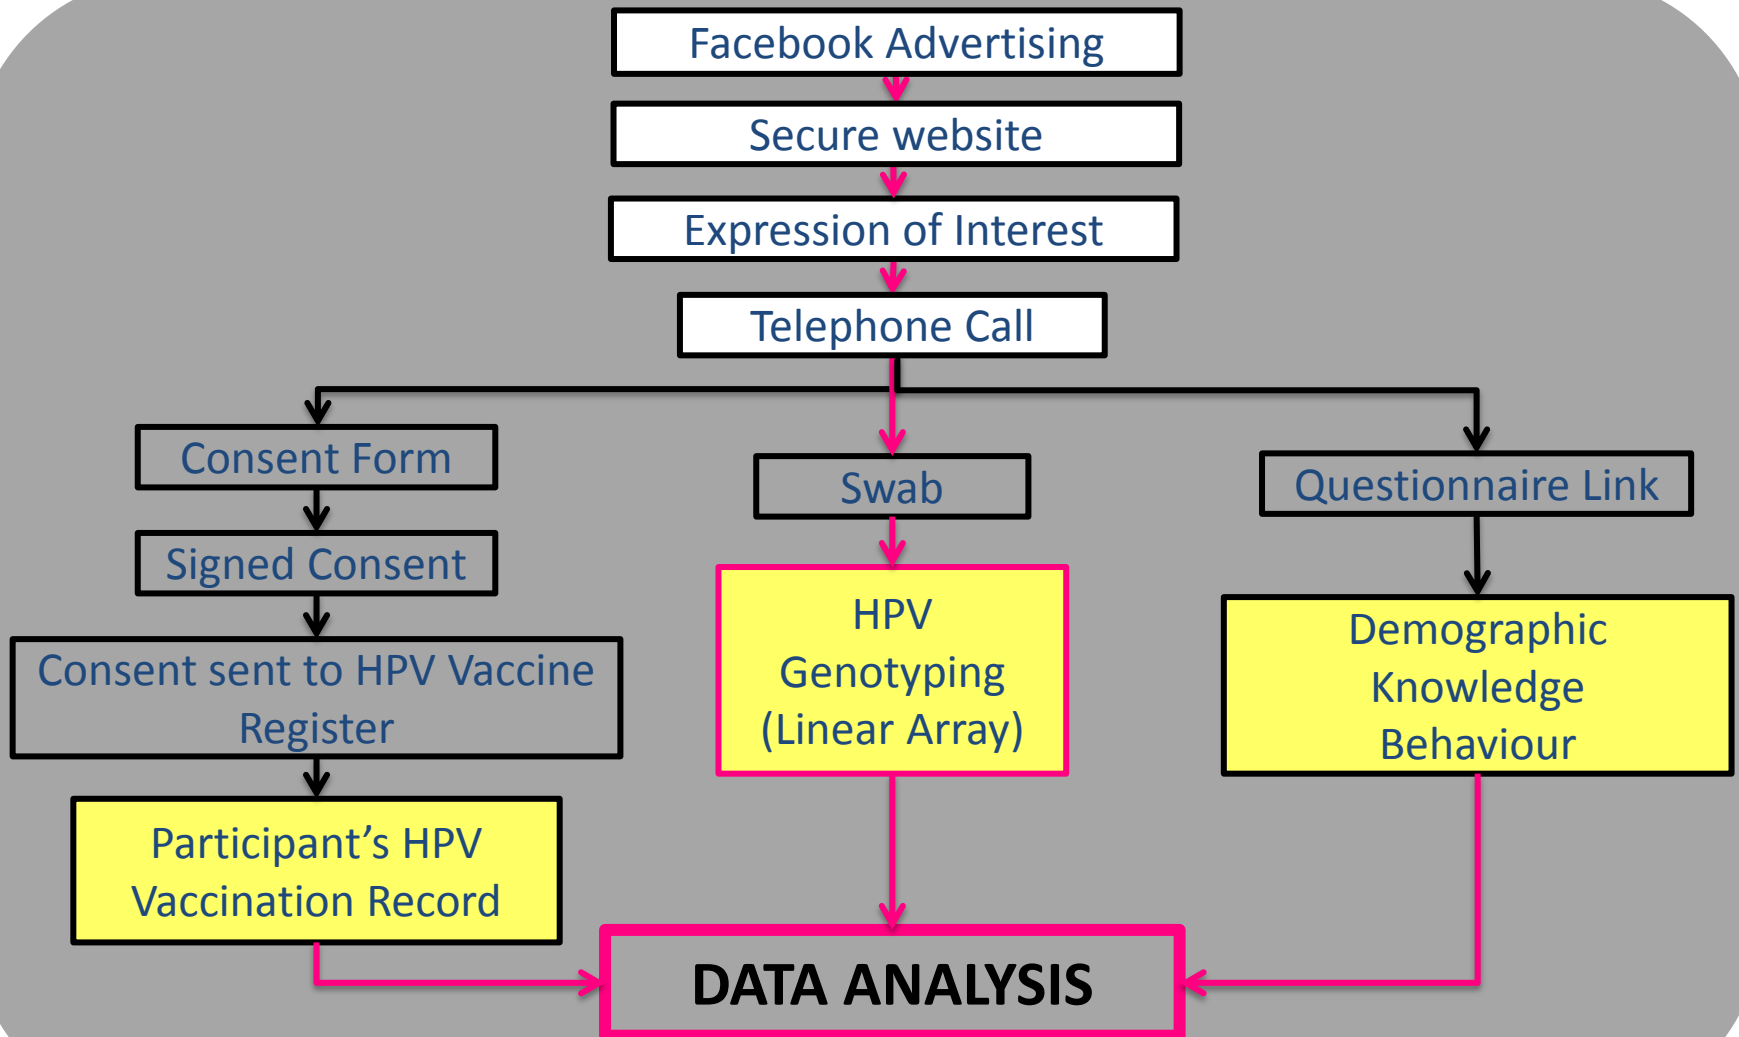 Facebook Advertising
Secure website
Expression of Interest
Telephone Call
Consent Form
Signed Consent
Consent sent to HPV Vaccine
Register
Participant’s HPV
Vaccination Record
Swab
HPV
Genotyping
(Linear Array)
Questionnaire Link
Demographic
Knowledge
Behaviour
DATA ANALYSIS